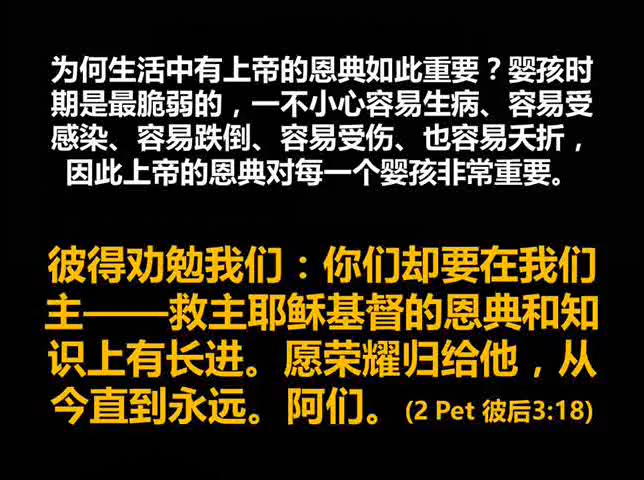 为何生活中有上帝的恩典如此重要？婴孩时
期是最脆弱的，一不小心容易生病、容易受
感染、容易跌倒、容易受伤、也容易夭折，
因此上帝的恩典对每一个婴孩非常重要。
彼得劝勉我们：你们却要在我们
主——救主耶稣基督的恩典和知
识上有长进。愿荣耀归给他，从
今直到永远。阿们。(2 Pet 彼后3:18)